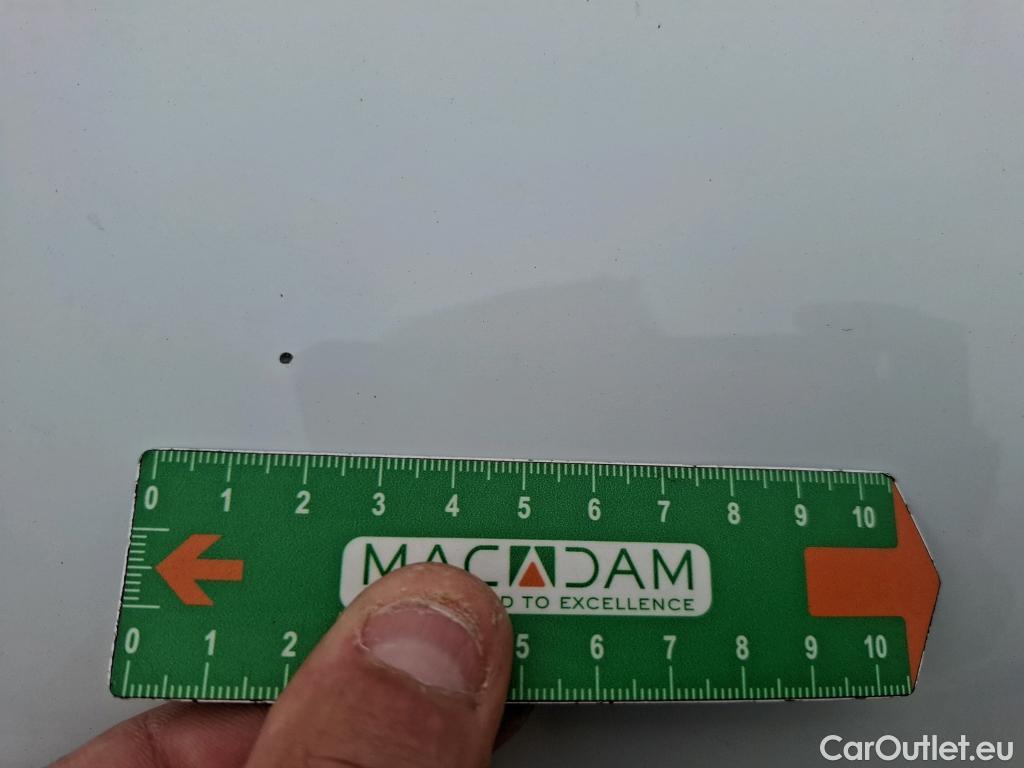 0 1 2 3 4 5 6 7 8 9 10
MACADAM
D TO EXCELLENCE
0 1 2 5 6 7 8 9 10
CarOutlet.eu